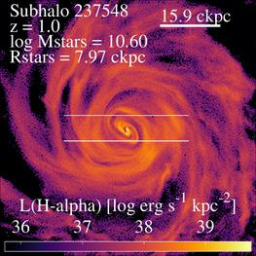 Subhalo 237548
15.9 ckpc
z = 1.0
log Mstars = 10.60
Rstars = 7.97 ckpc
L(H-alpha) [log erg s⁻¹ kpc⁻²]
36 37 38 39